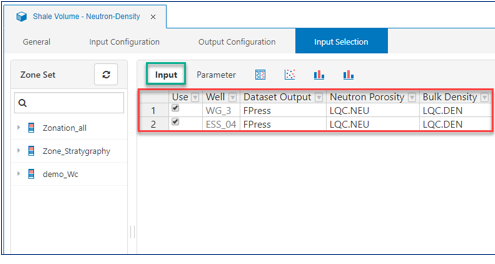 Shale Volume - Neutron-Density ×
General Input Configuration Output Configuration Input Selection
Zone Set
Input Parameter
Use Well Dataset Output Neutron Porosity Bulk Density
1 WG_3 FPress LQC.NEU LQC.DEN
2 ESS_04 FPress LQC.NEU LQC.DEN
Zonation_all
Zone_Stratygraphy
demo_Wc